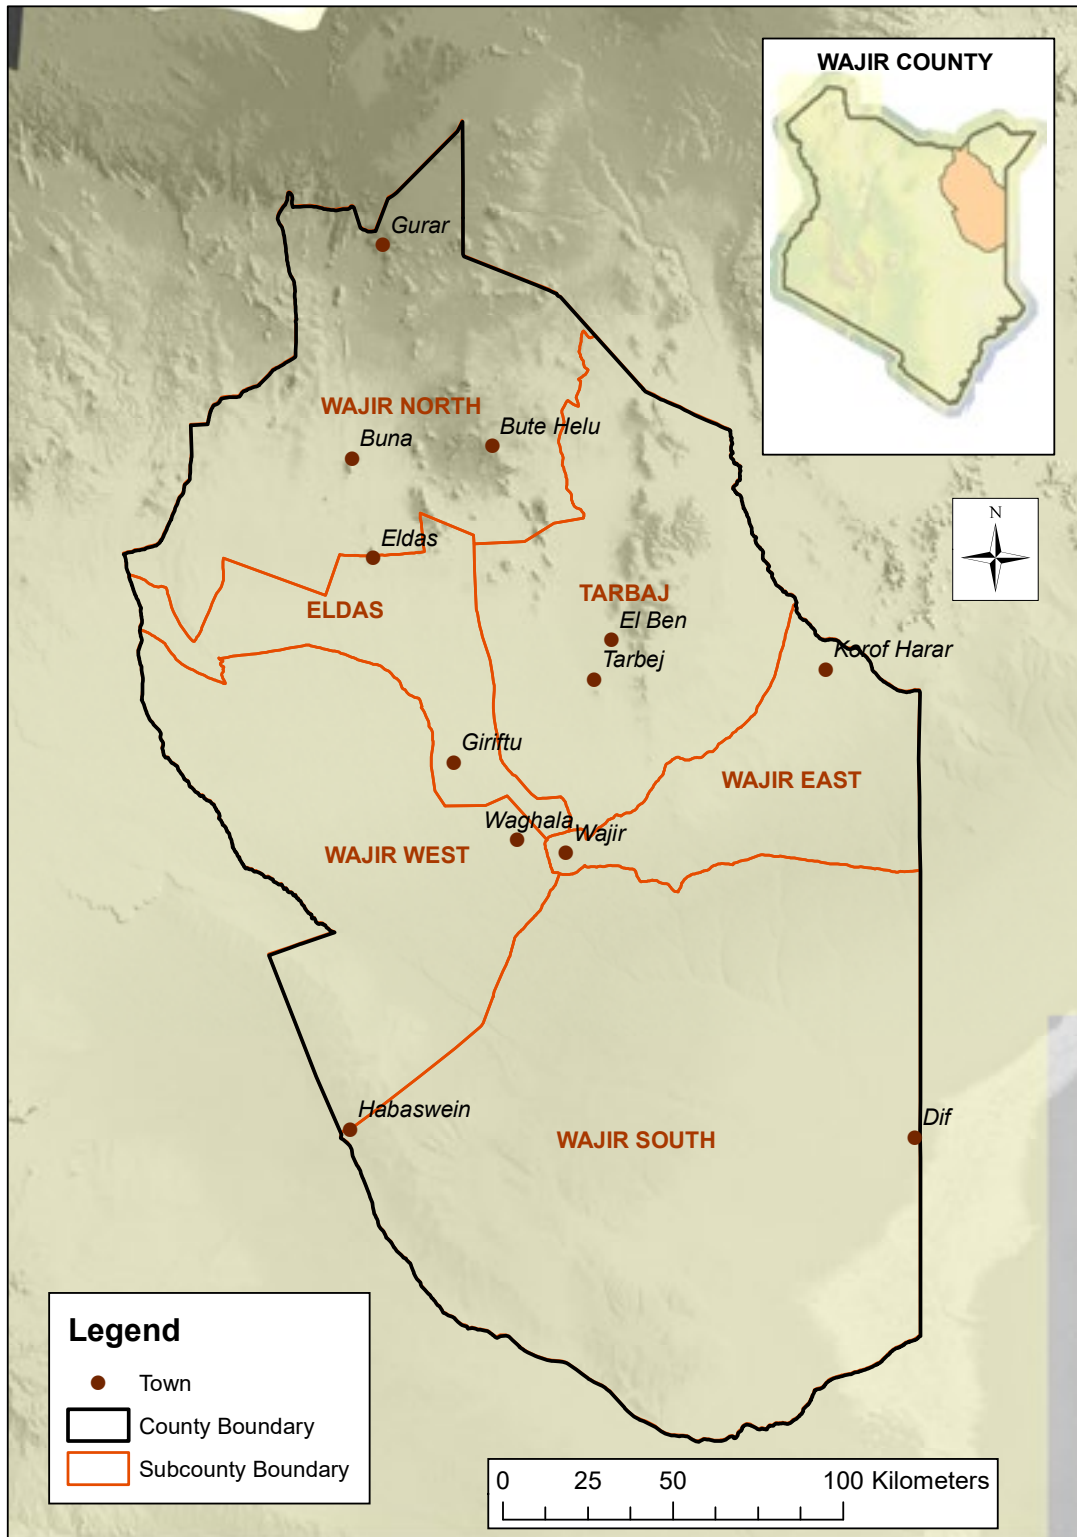 WAJIR COUNTY
Gurar
WAJIR NORTH
Bute Helu
Buna
N
Eldas
TARBAJ
ELDAS
El Ben
Korof Harar
Tarbej
Giriftu
WAJIR EAST
Waghala
Wajir
WAJIR WEST
Habaswein
Dif
WAJIR SOUTH
Legend
Town
County Boundary
Subcounty Boundary
0 25 50 100 Kilometers